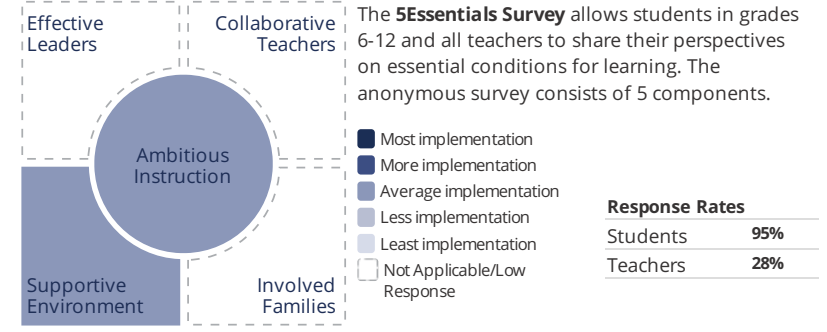 Effective
Leaders
Collaborative
Teachers
Ambitious
Instruction
Supportive
Environment
Involved
Families
The 5Essentials Survey allows students in grades
6-12 and all teachers to share their perspectives
on essential conditions for learning. The
anonymous survey consists of 5 components.
Most implementation
More implementation
Average implementation
Less implementation
Least implementation
Not Applicable/Low
Response
Response Rates
Students 95%
Teachers 28%